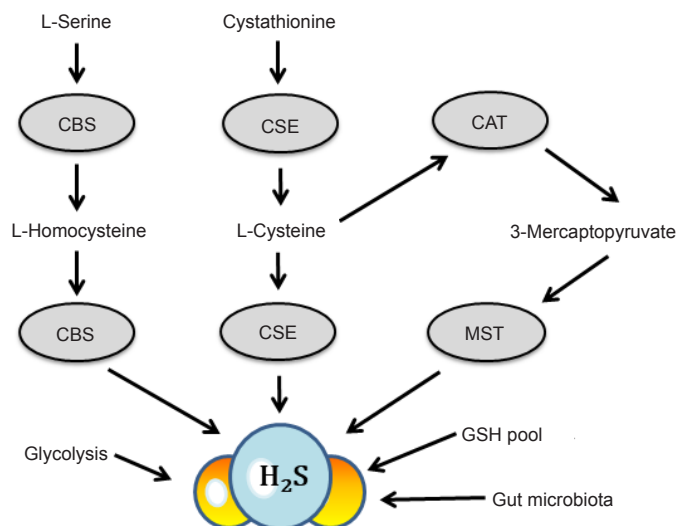 L-Serine
Cystathionine
CBS
CSE
CAT
L-Homocysteine
L-Cysteine
3-Mercaptopyruvate
CBS
CSE
MST
GSH pool
Glycolysis
H₂S
Gut microbiota